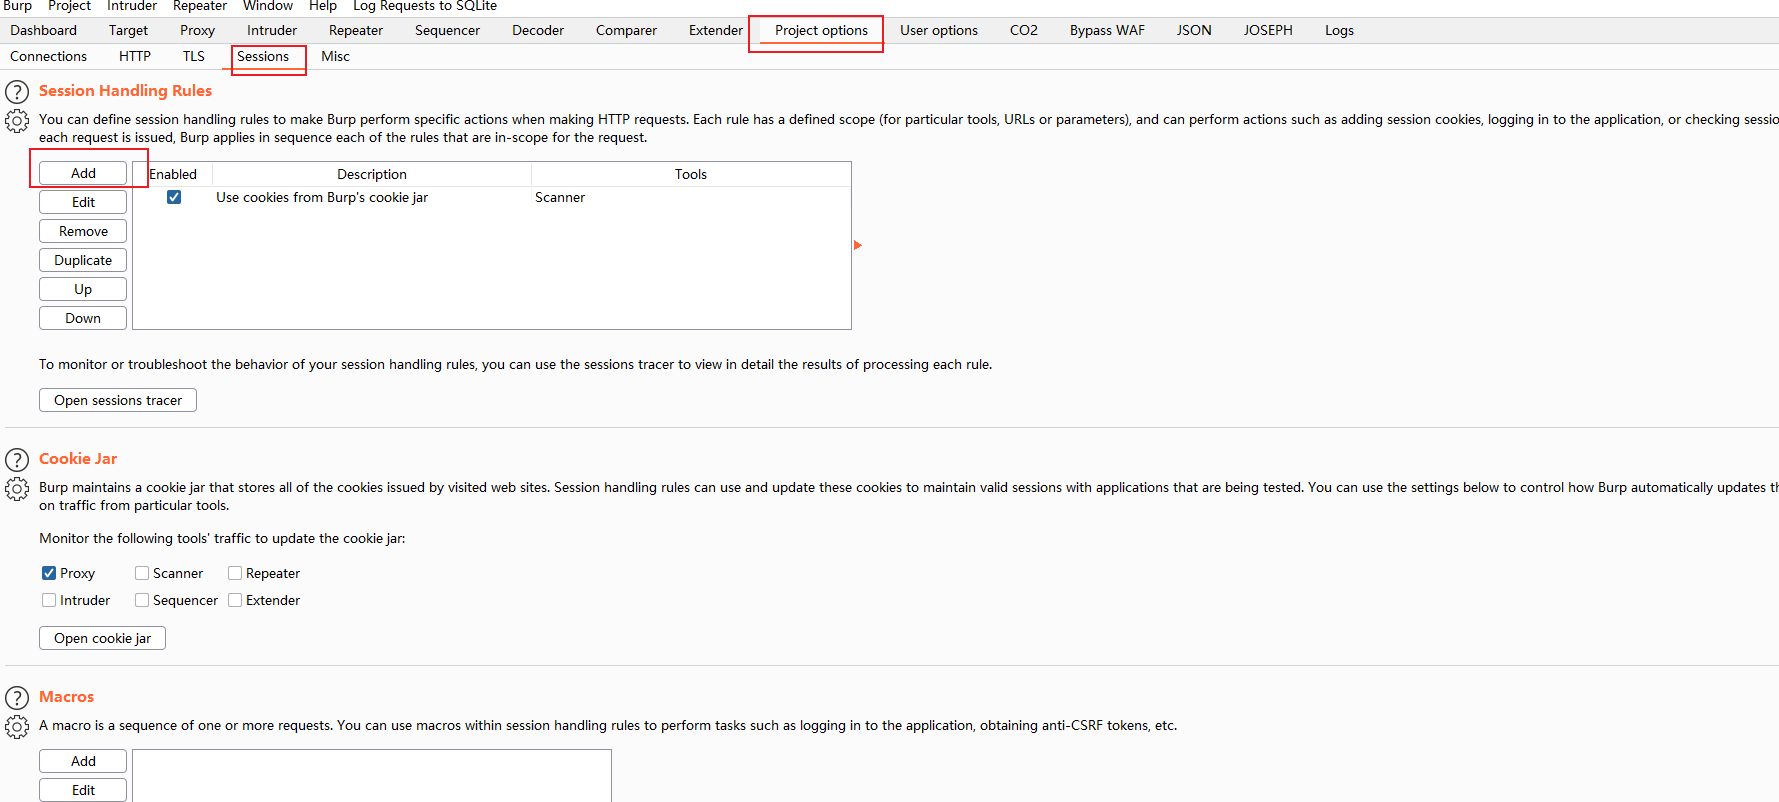 Burp Project Intruder Repeater Window Help Log Requests to SQLite
Dashboard Target Proxy Intruder Repeater Sequencer Decoder Comparer Extender Project options User options CO2 Bypass WAF JSON JOSEPH Logs
Connections HTTP TLS Sessions Misc
? Session Handling Rules
You can define session handling rules to make Burp perform specific actions when making HTTP requests. Each rule has a defined scope (for particular tools, URLs or parameters), and can perform actions such as adding session cookies, logging in to the application, or checking sessio
each request is issued, Burp applies in sequence each of the rules that are in-scope for the request.
Add Enabled Description Tools
Edit Use cookies from Burp's cookie jar Scanner
Remove
Duplicate
Up
Down
To monitor or troubleshoot the behavior of your session handling rules, you can use the sessions tracer to view in detail the results of processing each rule.
Open sessions tracer
? Cookie Jar
Burp maintains a cookie jar that stores all of the cookies issued by visited web sites. Session handling rules can use and update these cookies to maintain valid sessions with applications that are being tested. You can use the settings below to control how Burp automatically updates th
on traffic from particular tools.
Monitor the following tools' traffic to update the cookie jar:
Proxy Scanner Repeater
Intruder Sequencer Extender
Open cookie jar
? Macros
A macro is a sequence of one or more requests. You can use macros within session handling rules to perform tasks such as logging in to the application, obtaining anti-CSRF tokens, etc.
Add
Edit